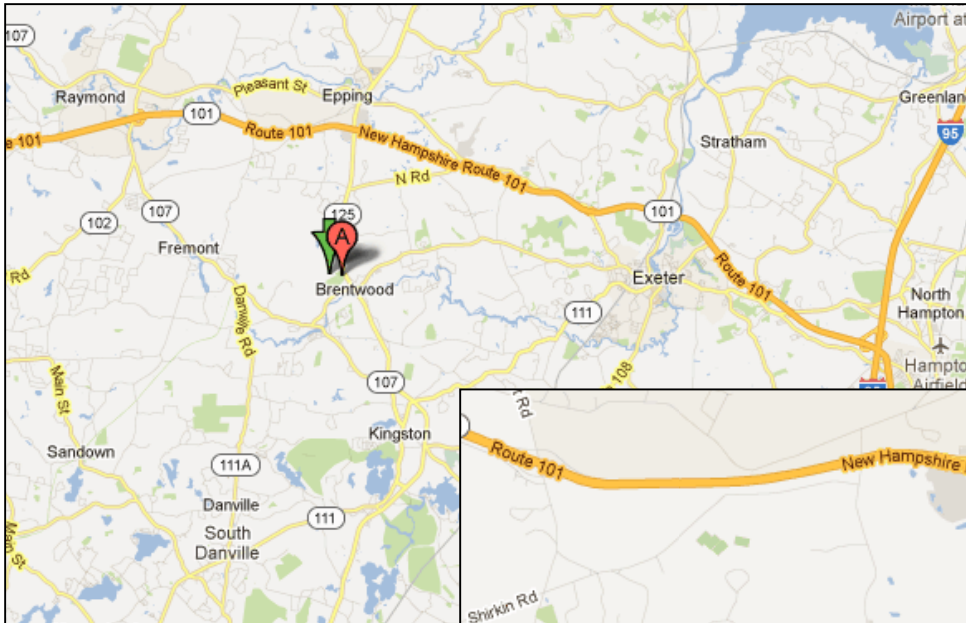 Airport at
107
Raymond
Pleasant St
Epping
Greenland
101
95
e 101
Route 101
New Hampshire Route 101
Stratham
N Rd
102
107
125
101
Fremont
A
Rd
Brentwood
Exeter
Route 101
Danville Rd
111
North
Hampton
Hampto
Airfield
Main St
107
108
t Rd
Kingston
Route 101
New Hampshire
Sandown
111A
Danville
111
South
Danville
Main St
Shirkin Rd